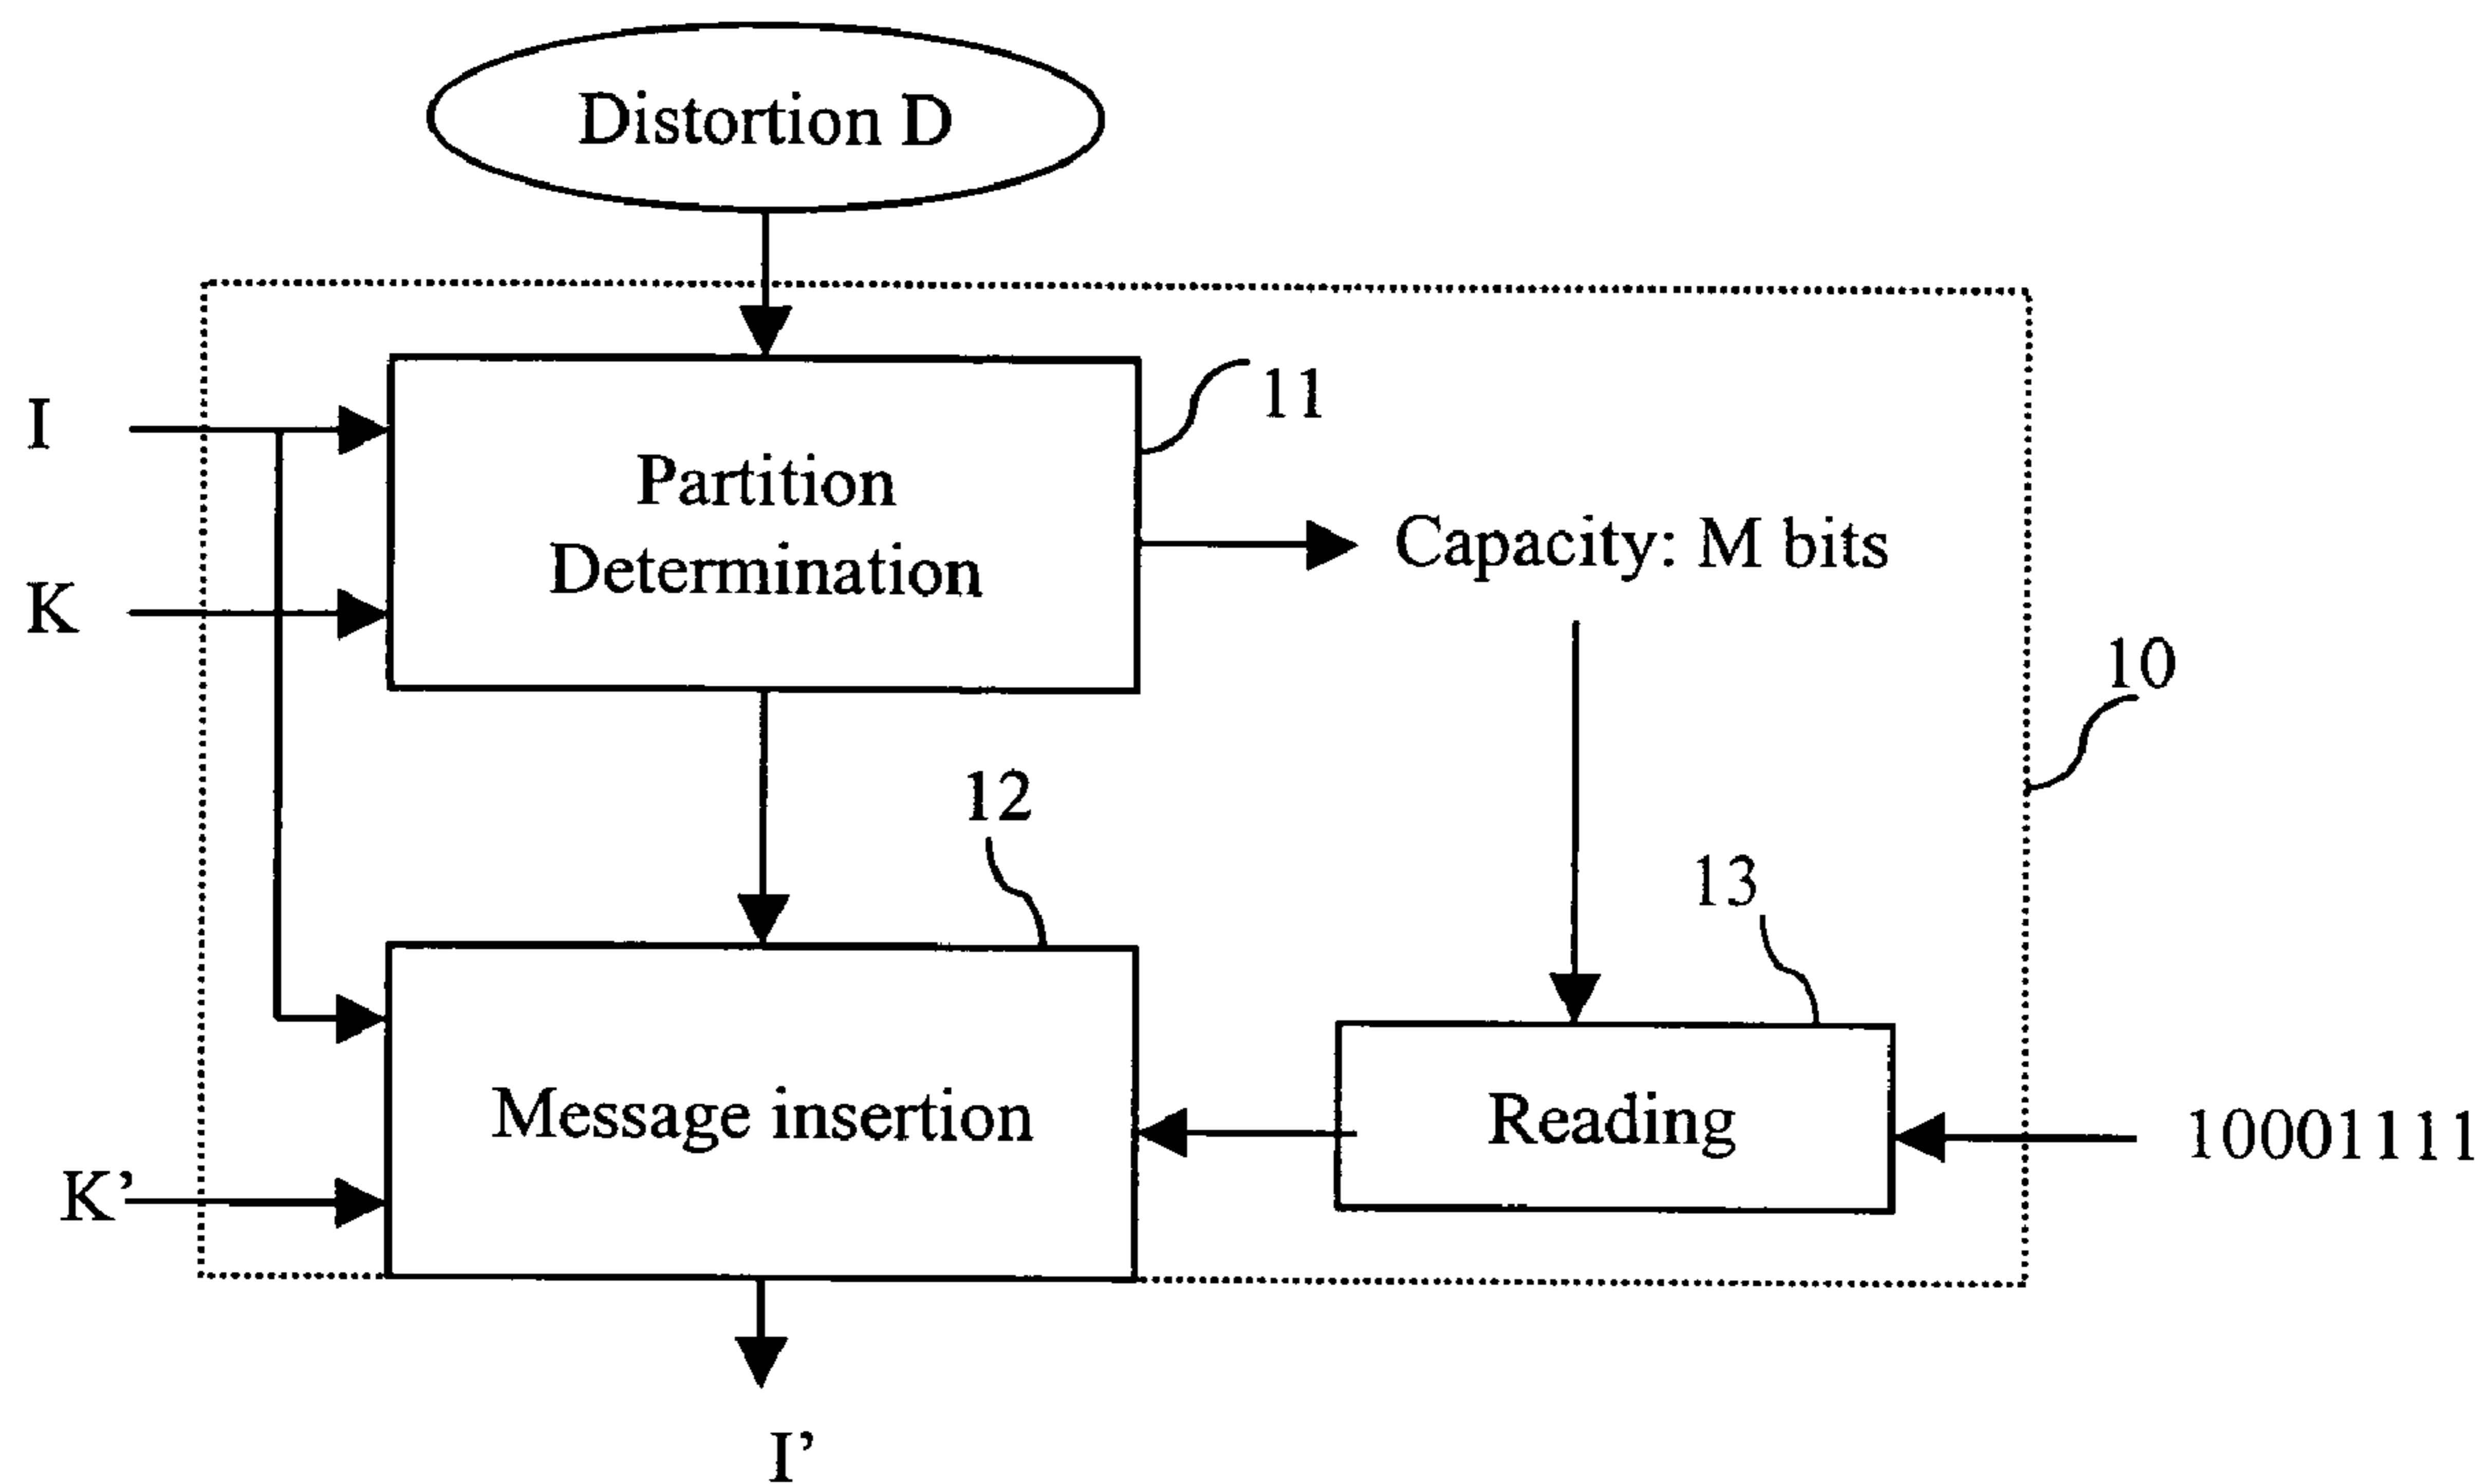 Distortion D
I
11
Partition
Determination
Capacity: M bits
K
10
12
13
Message insertion
Reading
10001111
K’
I’